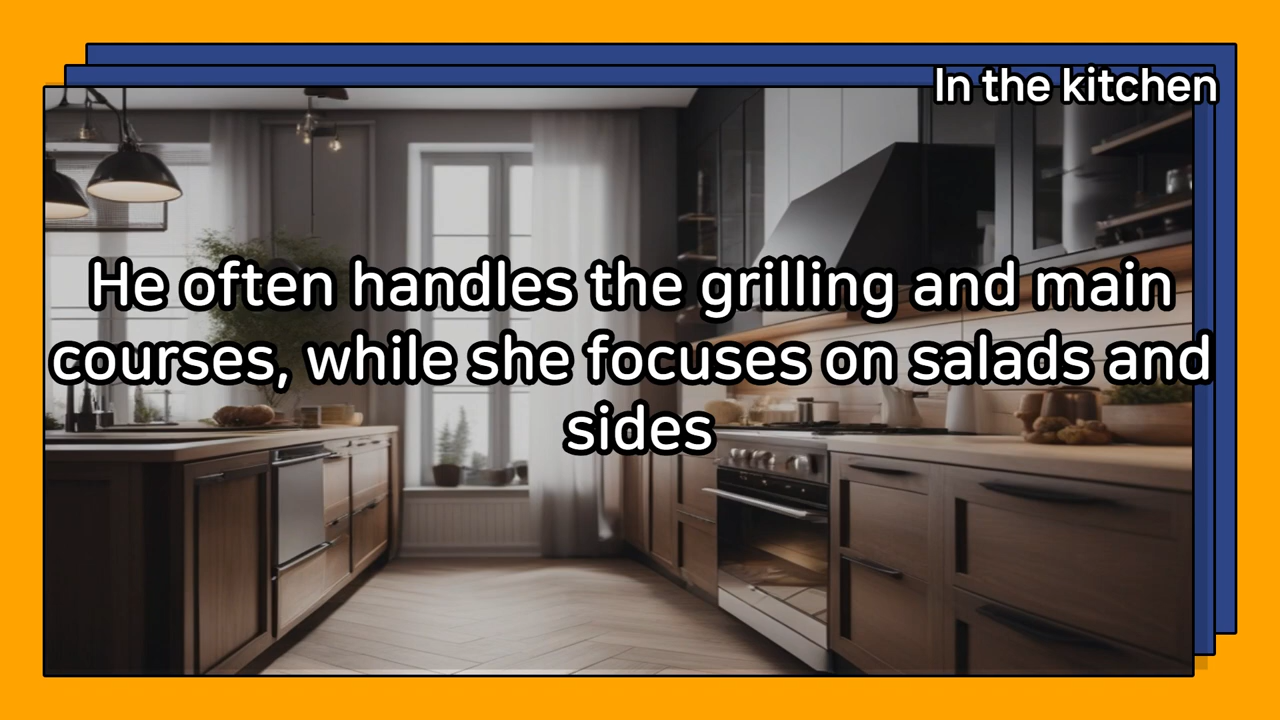 In the kitchen
He often handles the grilling and main
courses, while she focuses on salads and
sides